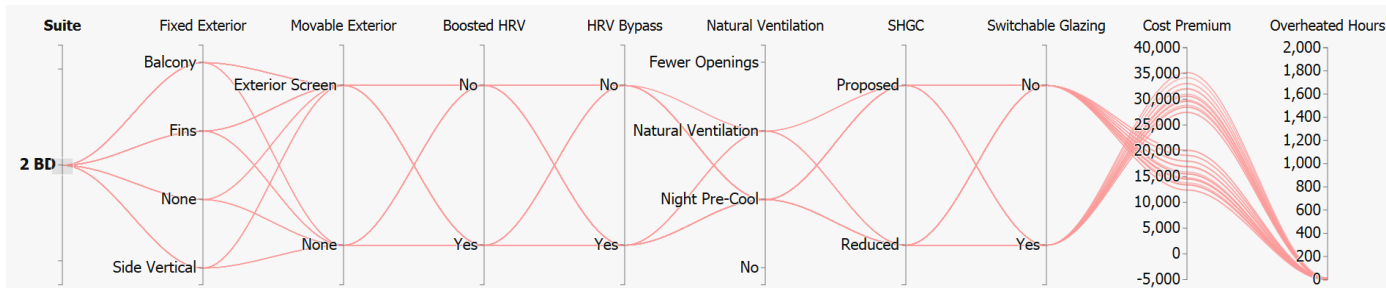 Suite Fixed Exterior Movable Exterior Boosted HRV HRV Bypass Natural Ventilation SHGC Switchable Glazing Cost Premium Overheated Hours
2 BD
Balcony
Fins
None
Side Vertical
Exterior Screen
None
No
Yes
No
Yes
Fewer Openings
Natural Ventilation
Night Pre-Cool
No
Proposed
Reduced
No
Yes
40,000
35,000
30,000
25,000
20,000
15,000
10,000
5,000
0
-5,000
2,000
1,800
1,600
1,400
1,200
1,000
800
600
400
200
0